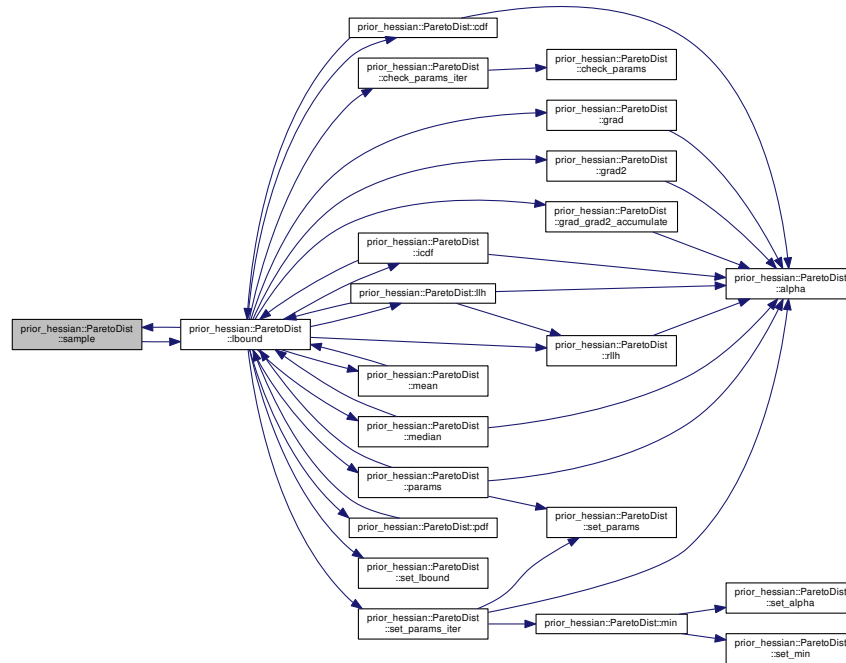 prior_hessian::ParetoDist
::sample
prior_hessian::ParetoDist
::lbound
prior_hessian::ParetoDist::cdf
prior_hessian::ParetoDist
::check_params_iter
prior_hessian::ParetoDist
::icdf
prior_hessian::ParetoDist::llh
prior_hessian::ParetoDist
::mean
prior_hessian::ParetoDist
::median
prior_hessian::ParetoDist
::params
prior_hessian::ParetoDist::pdf
prior_hessian::ParetoDist
::set_lbound
prior_hessian::ParetoDist
::set_params_iter
prior_hessian::ParetoDist
::check_params
prior_hessian::ParetoDist
::grad
prior_hessian::ParetoDist
::grad2
prior_hessian::ParetoDist
::grad_grad2_accumulate
prior_hessian::ParetoDist
::rllh
prior_hessian::ParetoDist
::set_params
prior_hessian::ParetoDist::min
prior_hessian::ParetoDist
::alpha
prior_hessian::ParetoDist
::set_alpha
prior_hessian::ParetoDist
::set_min